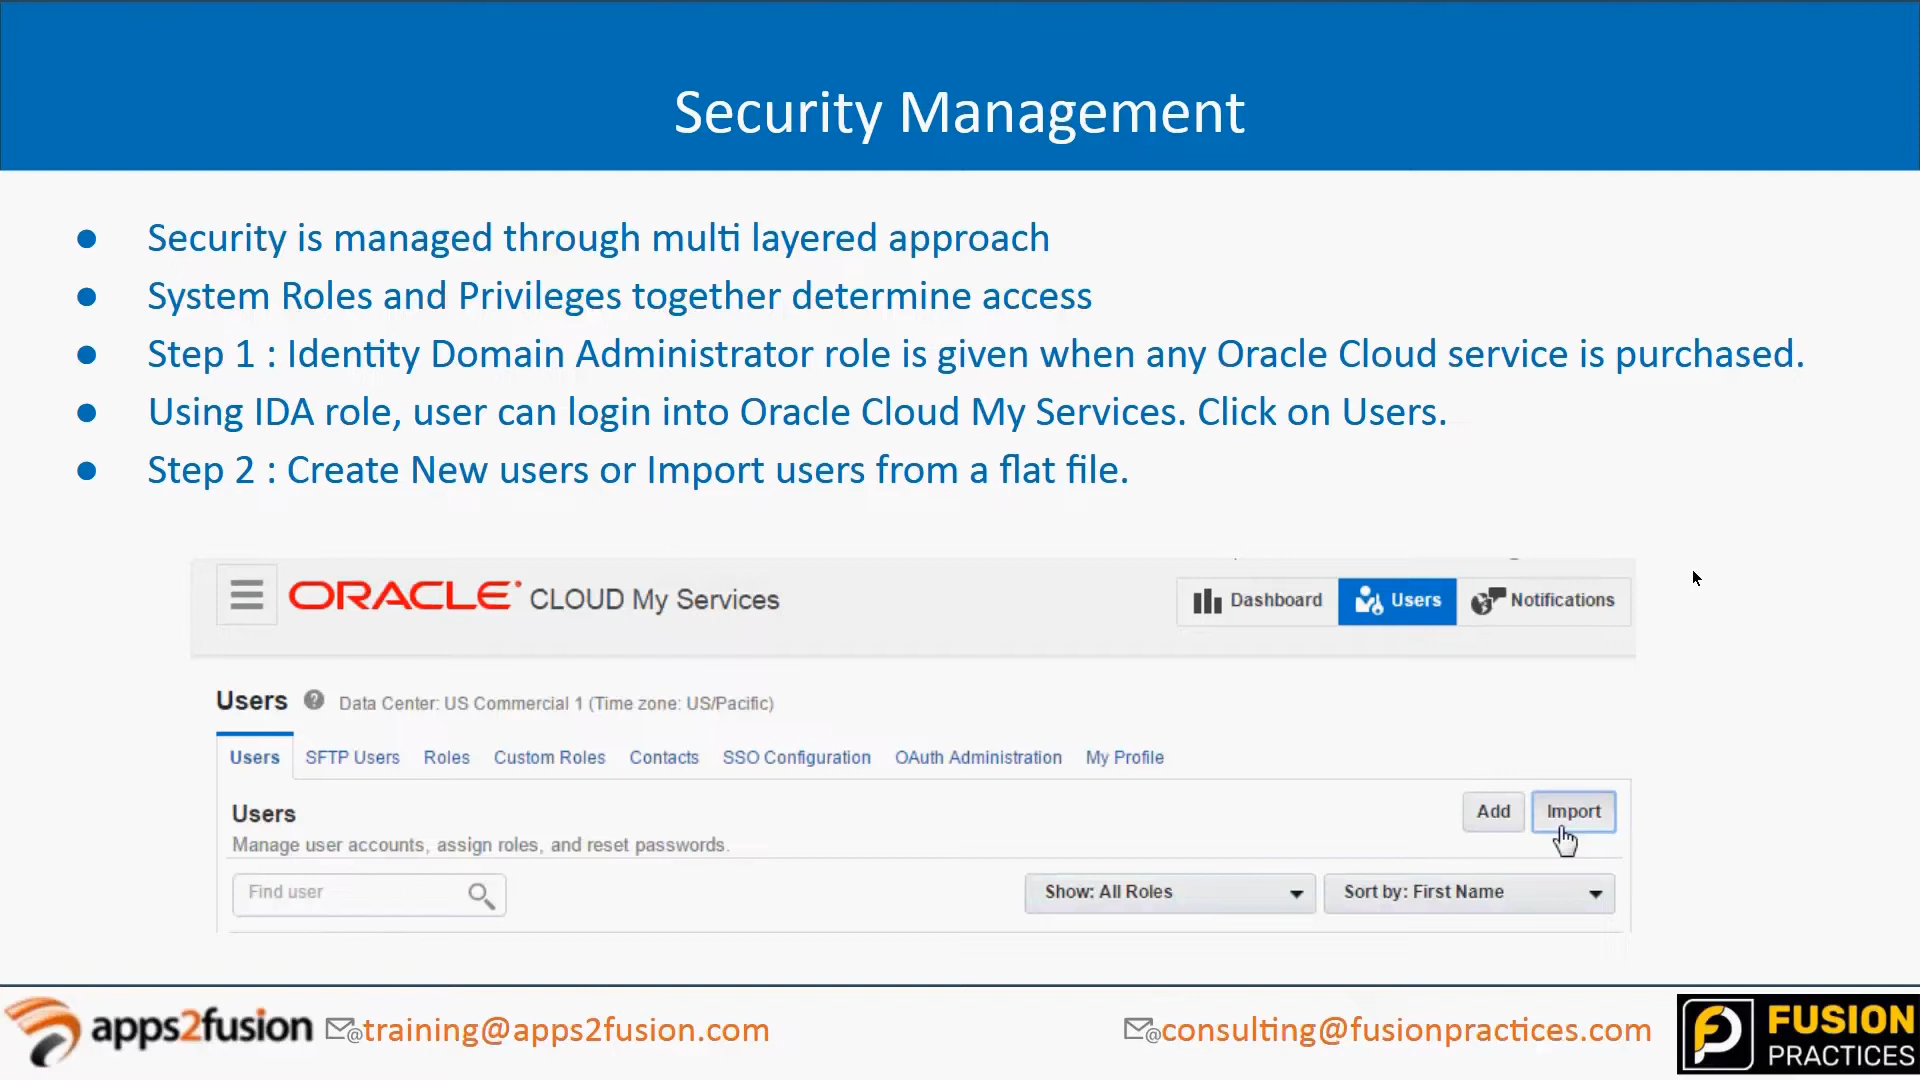 Security Management
● Security is managed through multi layered approach
● System Roles and Privileges together determine access
● Step 1 : Identity Domain Administrator role is given when any Oracle Cloud service is purchased.
● Using IDA role, user can login into Oracle Cloud My Services. Click on Users.
● Step 2 : Create New users or Import users from a flat file.
ORACLE CLOUD My Services
Dashboard Users Notifications
Users ? Data Center: US Commercial 1 (Time zone: US/Pacific)
Users SFTP Users Roles Custom Roles Contacts SSO Configuration OAuth Administration My Profile
Users
Add Import
Manage user accounts, assign roles, and reset passwords.
Find user Show: All Roles Sort by: First Name
apps2fusion @training@apps2fusion.com @consulting@fusionpractices.com FUSION
PRACTICES